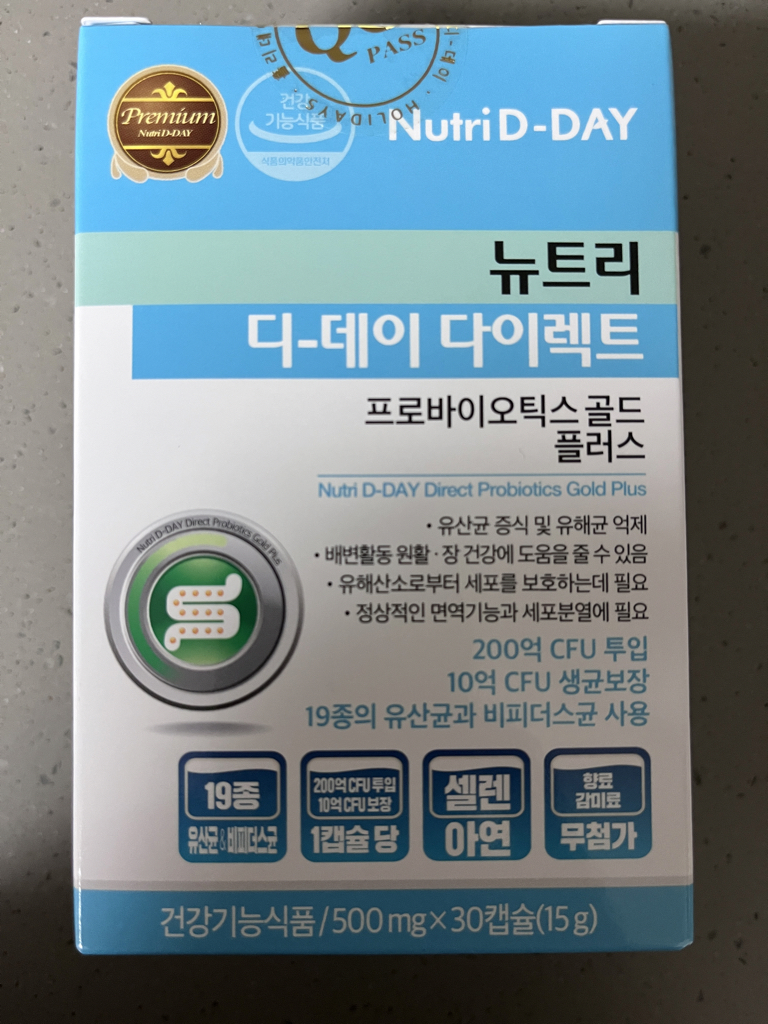 PASS
HOLIDAYS
Premium
Nutri D-DAY
건강
기능식품
식품의약품안전처
Nutri D-DAY
뉴트리
디-데이 다이렉트
프로바이오틱스 골드
플러스
Nutri D-DAY Direct Probiotics Gold Plus
• 유산균 증식 및 유해균 억제
• 배변활동 원활 · 장 건강에 도움을 줄 수 있음
• 유해산소로부터 세포를 보호하는데 필요
• 정상적인 면역기능과 세포분열에 필요
Nutri D-DAY Direct Probiotics Gold Plus
200억 CFU 투입
10억 CFU 생균보장
19종의 유산균과 비피더스균 사용
19종
유산균&비피더스균
200억 CFU 투입
10억 CFU 보장
1캡슐 당
셀렌
아연
향료
감미료
무첨가
건강기능식품/500 mg×30캡슐(15 g)